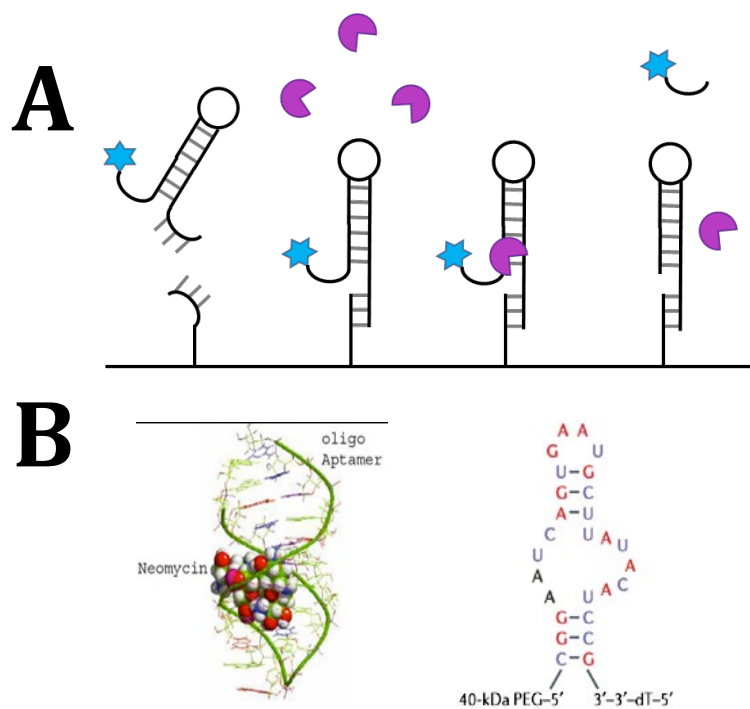 A
B
oligo
Aptamer
Neomycin
A A
G U
U–G
G–C
A–U
C U A U
U A
A A C
A U
G–C
G–C
C–G
40-kDa PEG–5′ 3′–3′–dT–5′